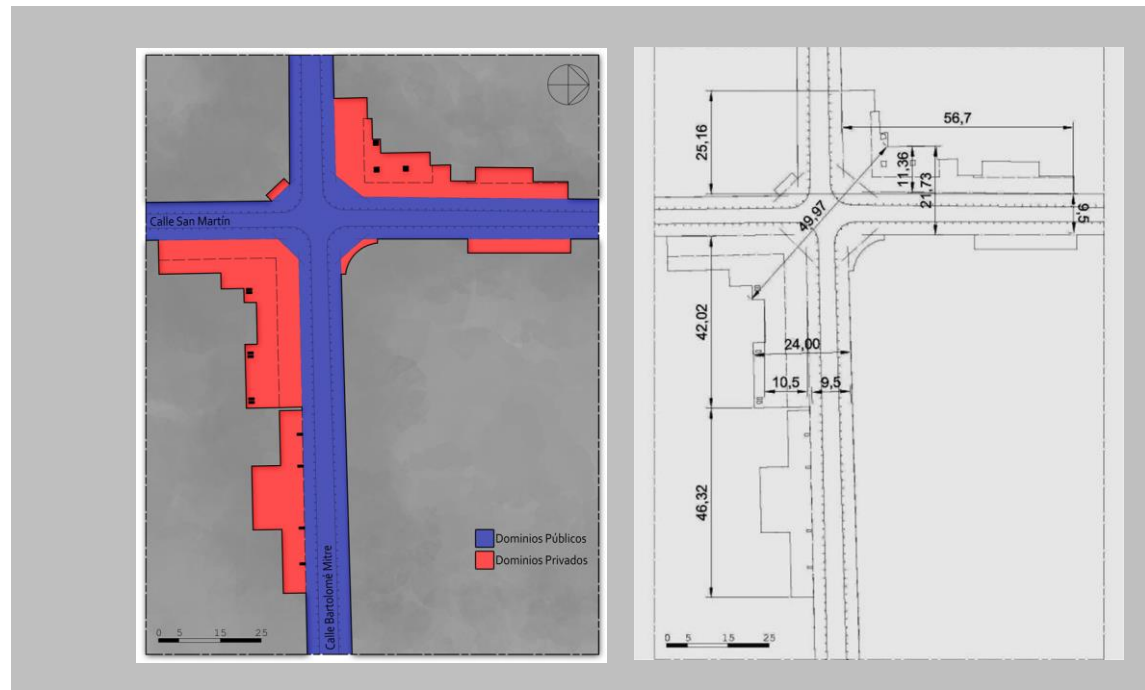 Calle San Martín
Dominios Públicos
Dominios Privados
Calle Bartolomé Mitre
0 5 15 25
56,7
25,16
11,36
21,73
9,5
49,97
42,02
24,00
10,5
9,5
46,32
0 5 15 25